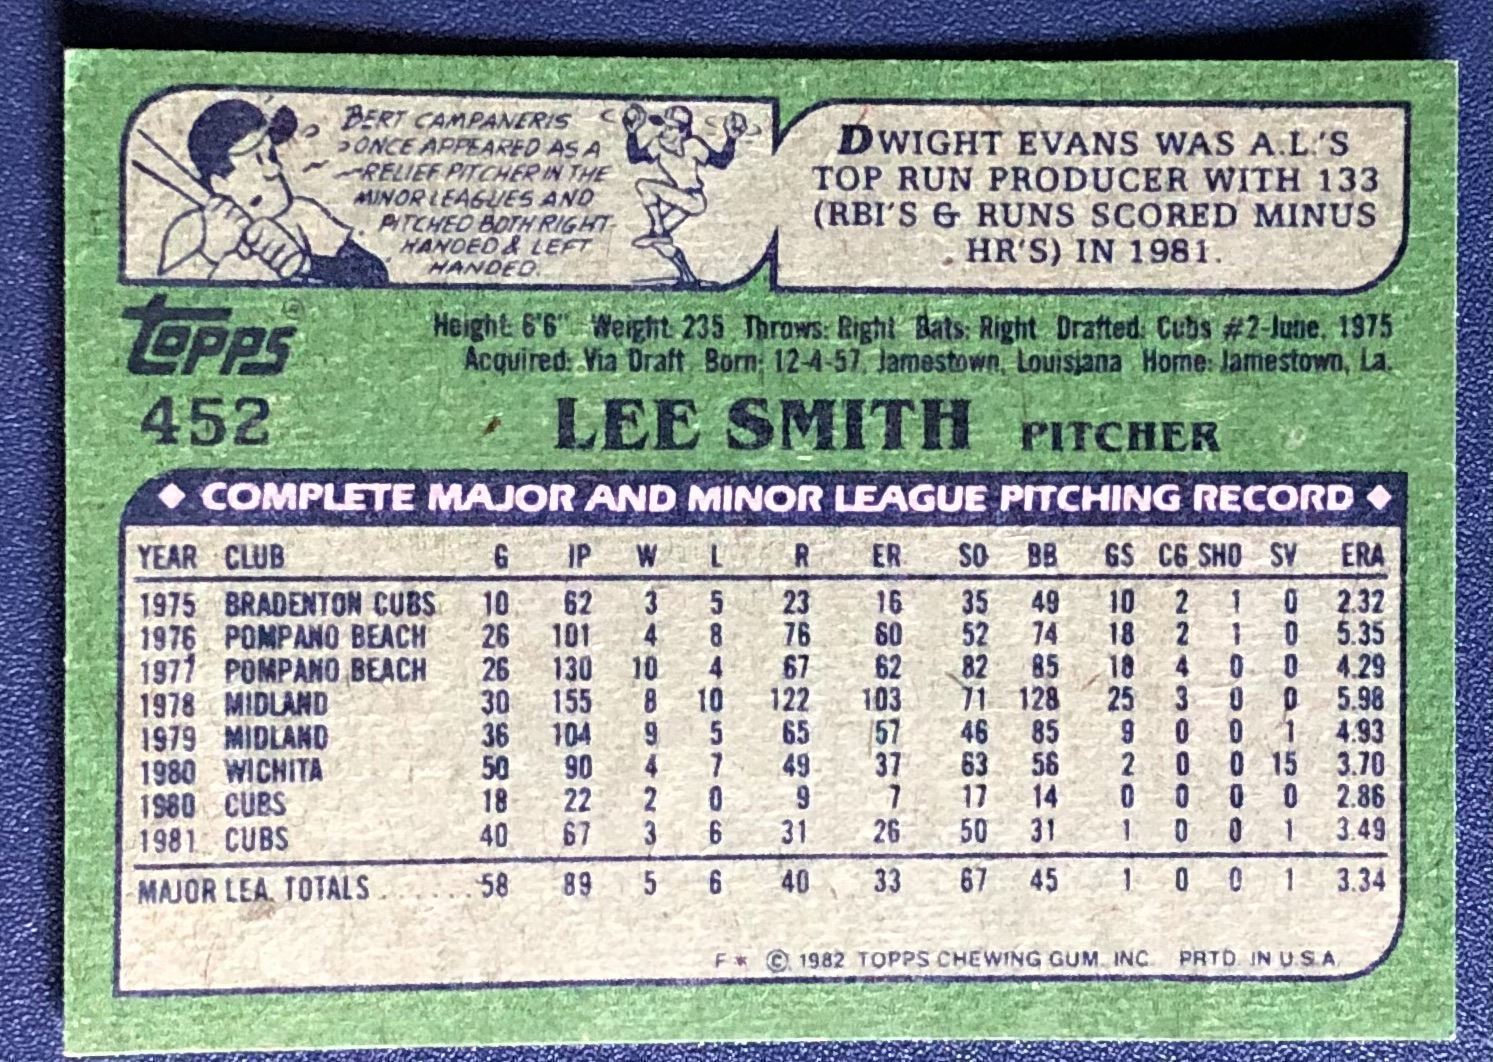 BERT CAMPANERIS
ONCE APPEARED AS A
RELIEF PITCHER IN THE
MINOR LEAGUES AND
PITCHED BOTH RIGHT-
HANDED & LEFT
HANDED.
DWIGHT EVANS WAS A.L.'S
TOP RUN PRODUCER WITH 133
(RBI'S & RUNS SCORED MINUS
HR'S) IN 1981.
TOPPS ®
452
Height: 6'6" Weight: 235 Throws: Right Bats: Right Drafted: Cubs #2-June, 1975
Acquired: Via Draft Born: 12-4-57, Jamestown, Louisiana Home: Jamestown, La.
LEE SMITH PITCHER
COMPLETE MAJOR AND MINOR LEAGUE PITCHING RECORD
YEAR CLUB G IP W L R ER SO BB GS CG SHO SV ERA
1975 BRADENTON CUBS 10 62 3 5 23 16 35 49 10 2 1 0 2.32
1976 POMPANO BEACH 26 101 4 8 76 60 52 74 18 2 1 0 5.35
1977 POMPANO BEACH 26 130 10 4 67 62 82 85 18 4 0 0 4.29
1978 MIDLAND 30 155 8 10 122 103 71 128 25 3 0 0 5.98
1979 MIDLAND 36 104 9 5 65 57 46 85 9 0 0 1 4.93
1980 WICHITA 50 90 4 7 49 37 63 56 2 0 0 15 3.70
1980 CUBS 18 22 2 0 9 7 17 14 0 0 0 0 2.86
1981 CUBS 40 67 3 6 31 26 50 31 1 0 0 1 3.49
MAJOR LEA. TOTALS ....... 58 89 5 6 40 33 67 45 1 0 0 1 3.34
F * © 1982 TOPPS CHEWING GUM, INC. PRTD. IN U.S.A.